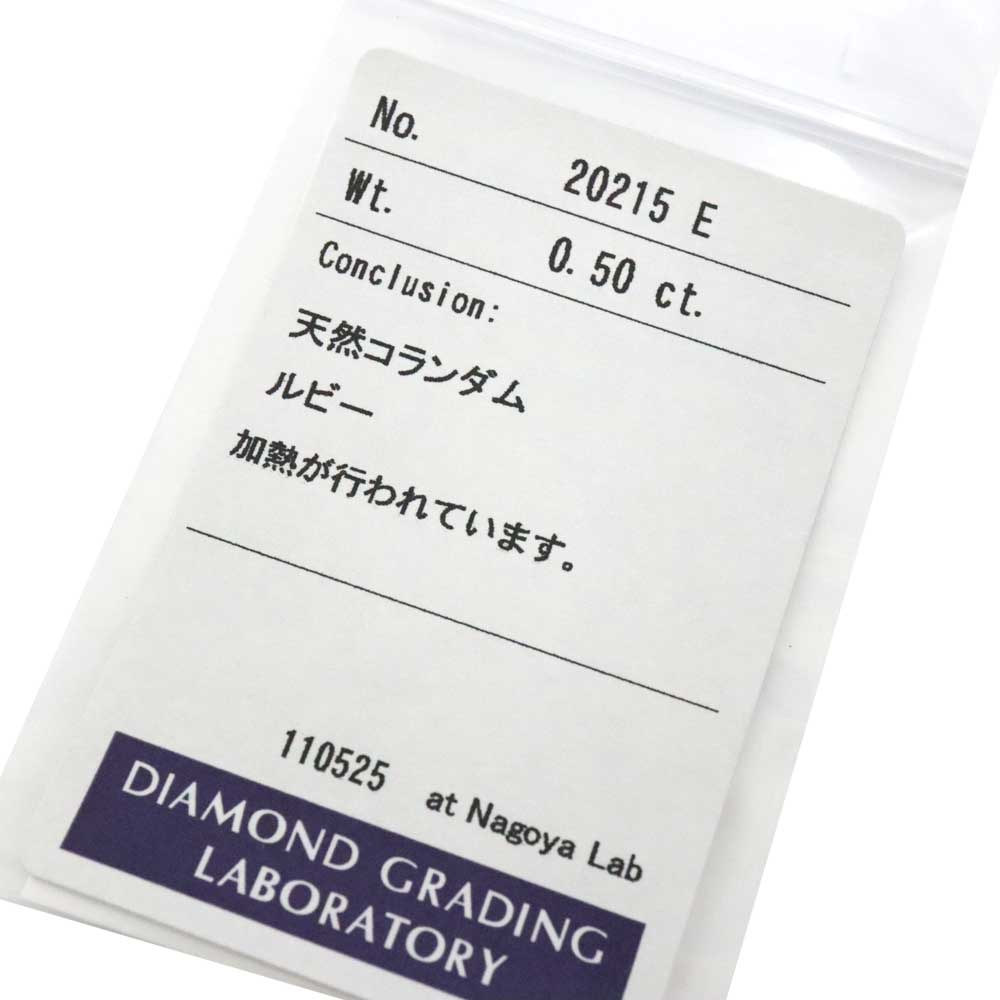 No. 20215 E
Wt. 0.50 ct.
Conclusion:
天然コランダム
ルビー
加熱が行われています。
110525 at Nagoya Lab
DIAMOND GRADING
LABORATORY